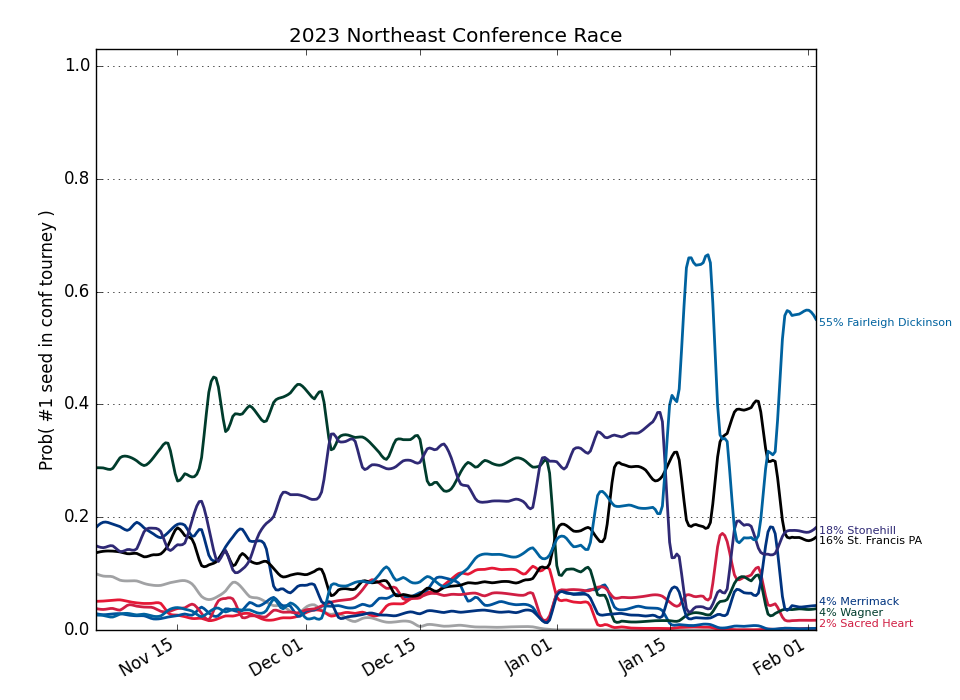 2023 Northeast Conference Race
Prob( #1 seed in conf tourney )
1.0
0.8
0.6
0.4
0.2
0.0
55% Fairleigh Dickinson
18% Stonehill
16% St. Francis PA
4% Merrimack
4% Wagner
2% Sacred Heart
Nov 15
Dec 01
Dec 15
Jan 01
Jan 15
Feb 01